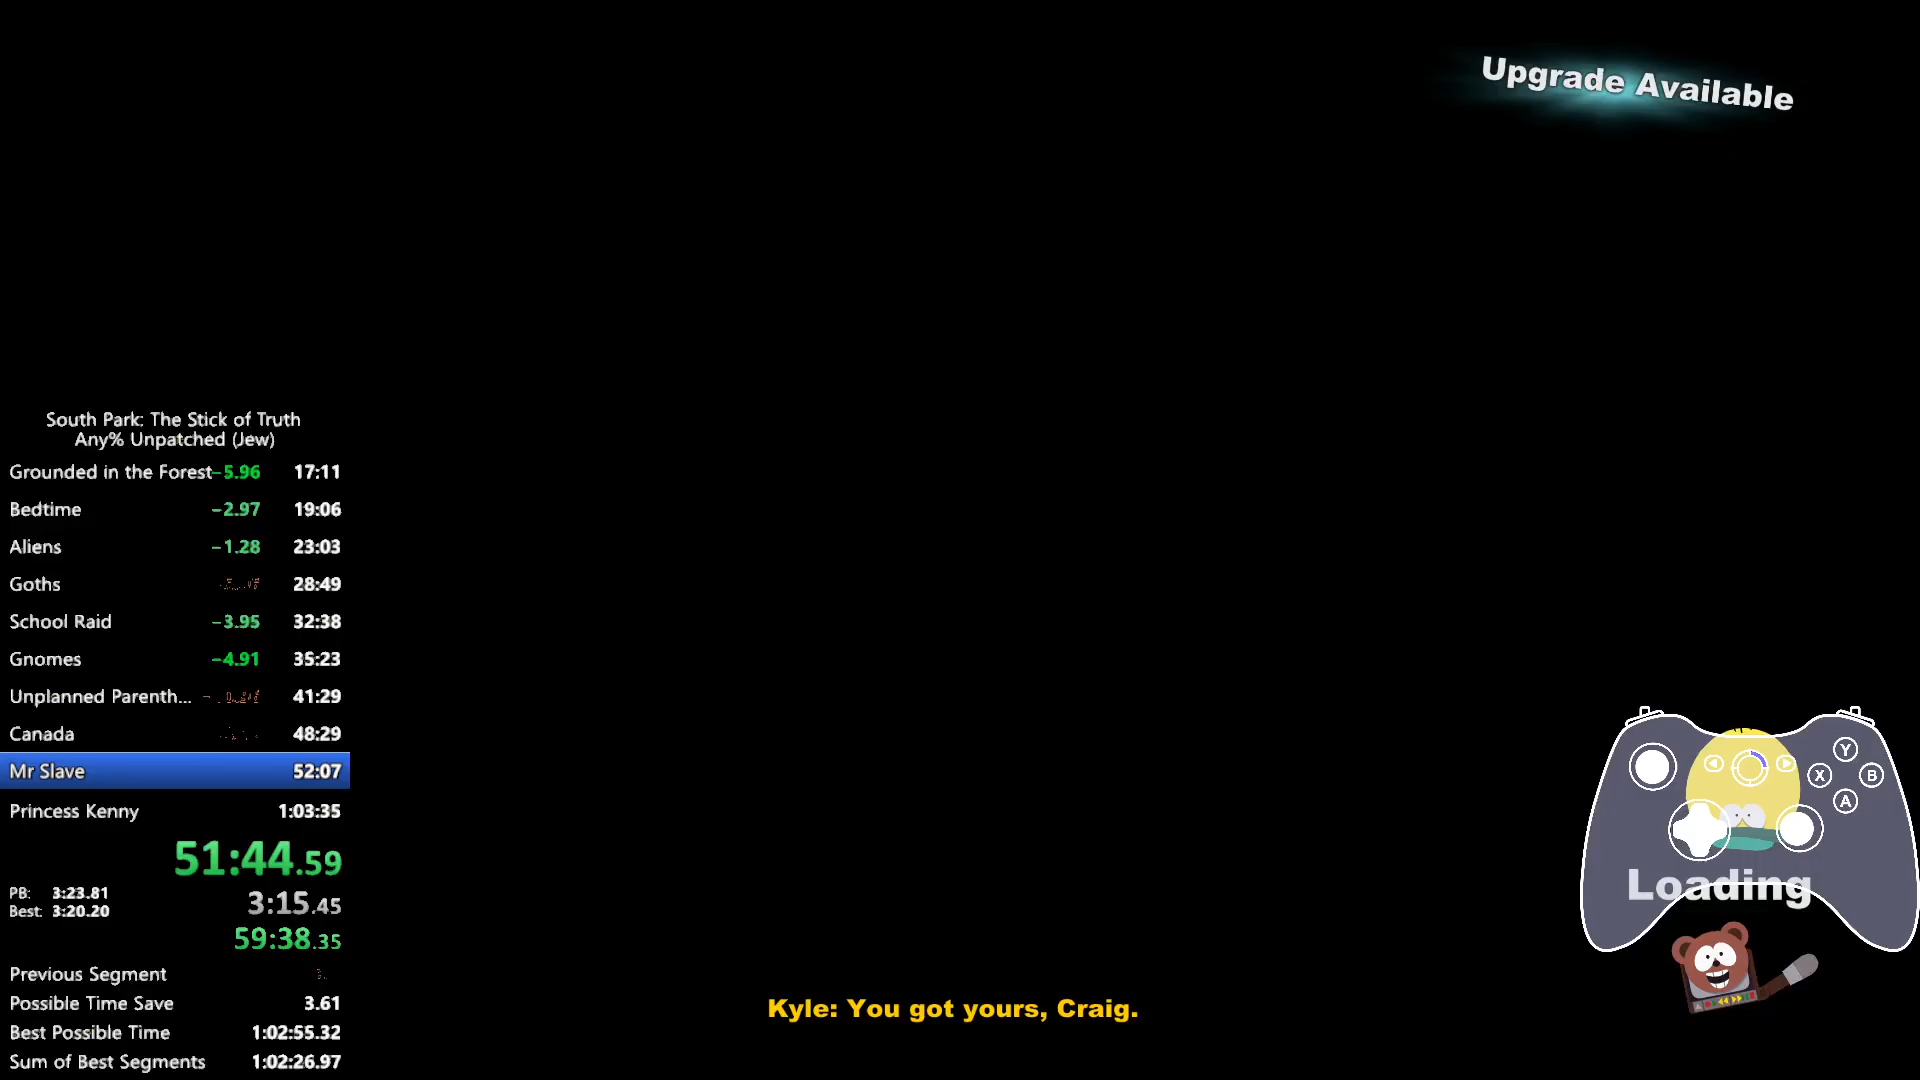 Upgrade Available
South Park: The Stick of Truth
Any% Unpatched (Jew)
Grounded in the Forest -5.96 17:11
Bedtime -2.97 19:06
Aliens -1.28 23:03
Goths 28:49
School Raid -3.95 32:38
Gnomes -4.91 35:23
Unplanned Parenth... 41:29
Canada 48:29
Mr Slave 52:07
Princess Kenny 1:03:35
51:44.59
PB: 3:23.81
Best: 3:20.20
3:15.45
59:38.35
Previous Segment
Possible Time Save 3.61
Best Possible Time 1:02:55.32
Sum of Best Segments 1:02:26.97
Y
X B
A
Loading
Kyle: You got yours, Craig.